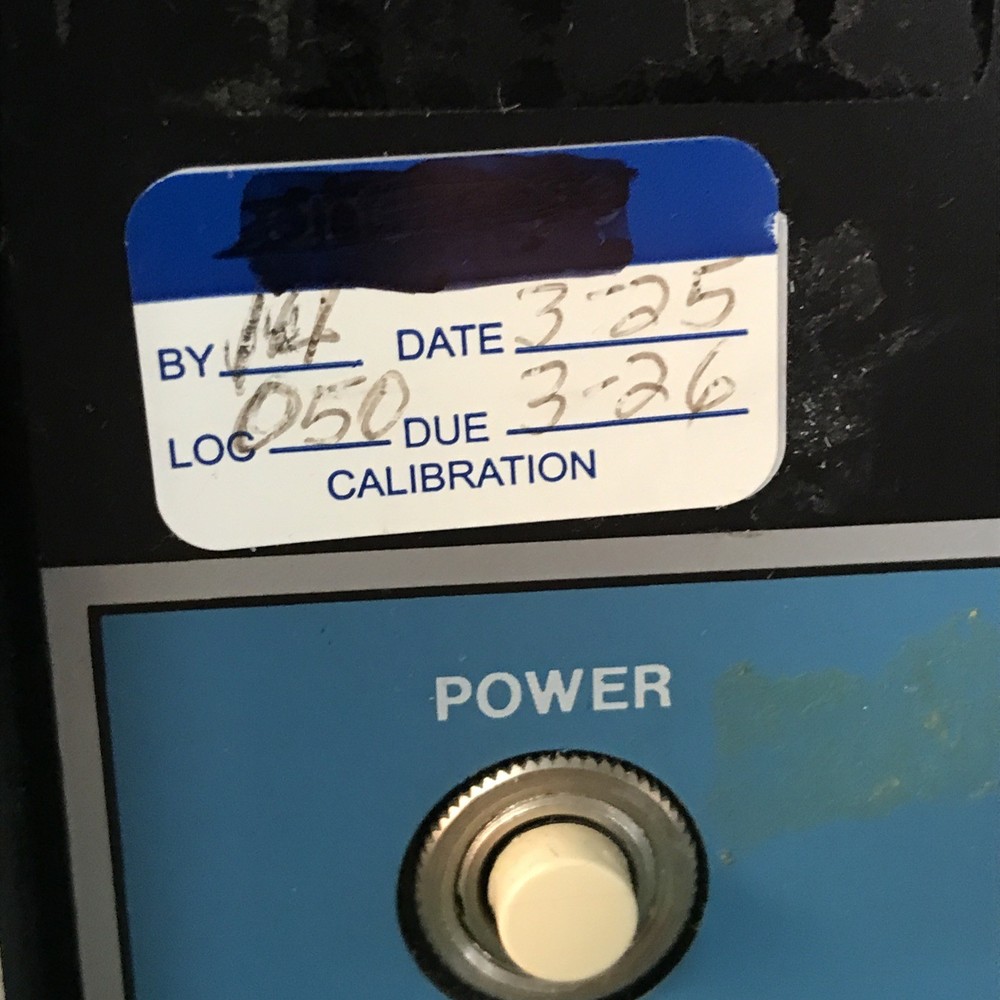 BY DATE 3-25
LOG 050 DUE 3-26
CALIBRATION
POWER